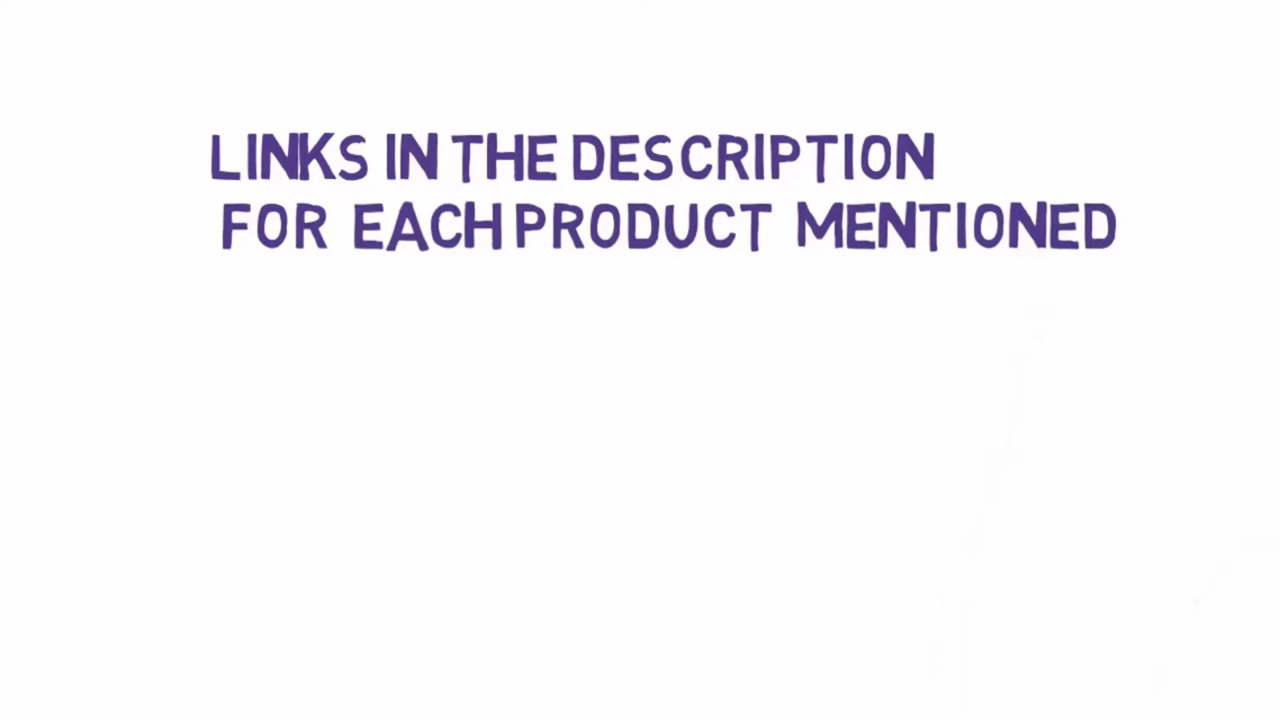 LINKS IN THE DESCRIPTION
FOR EACH PRODUCT MENTIONED